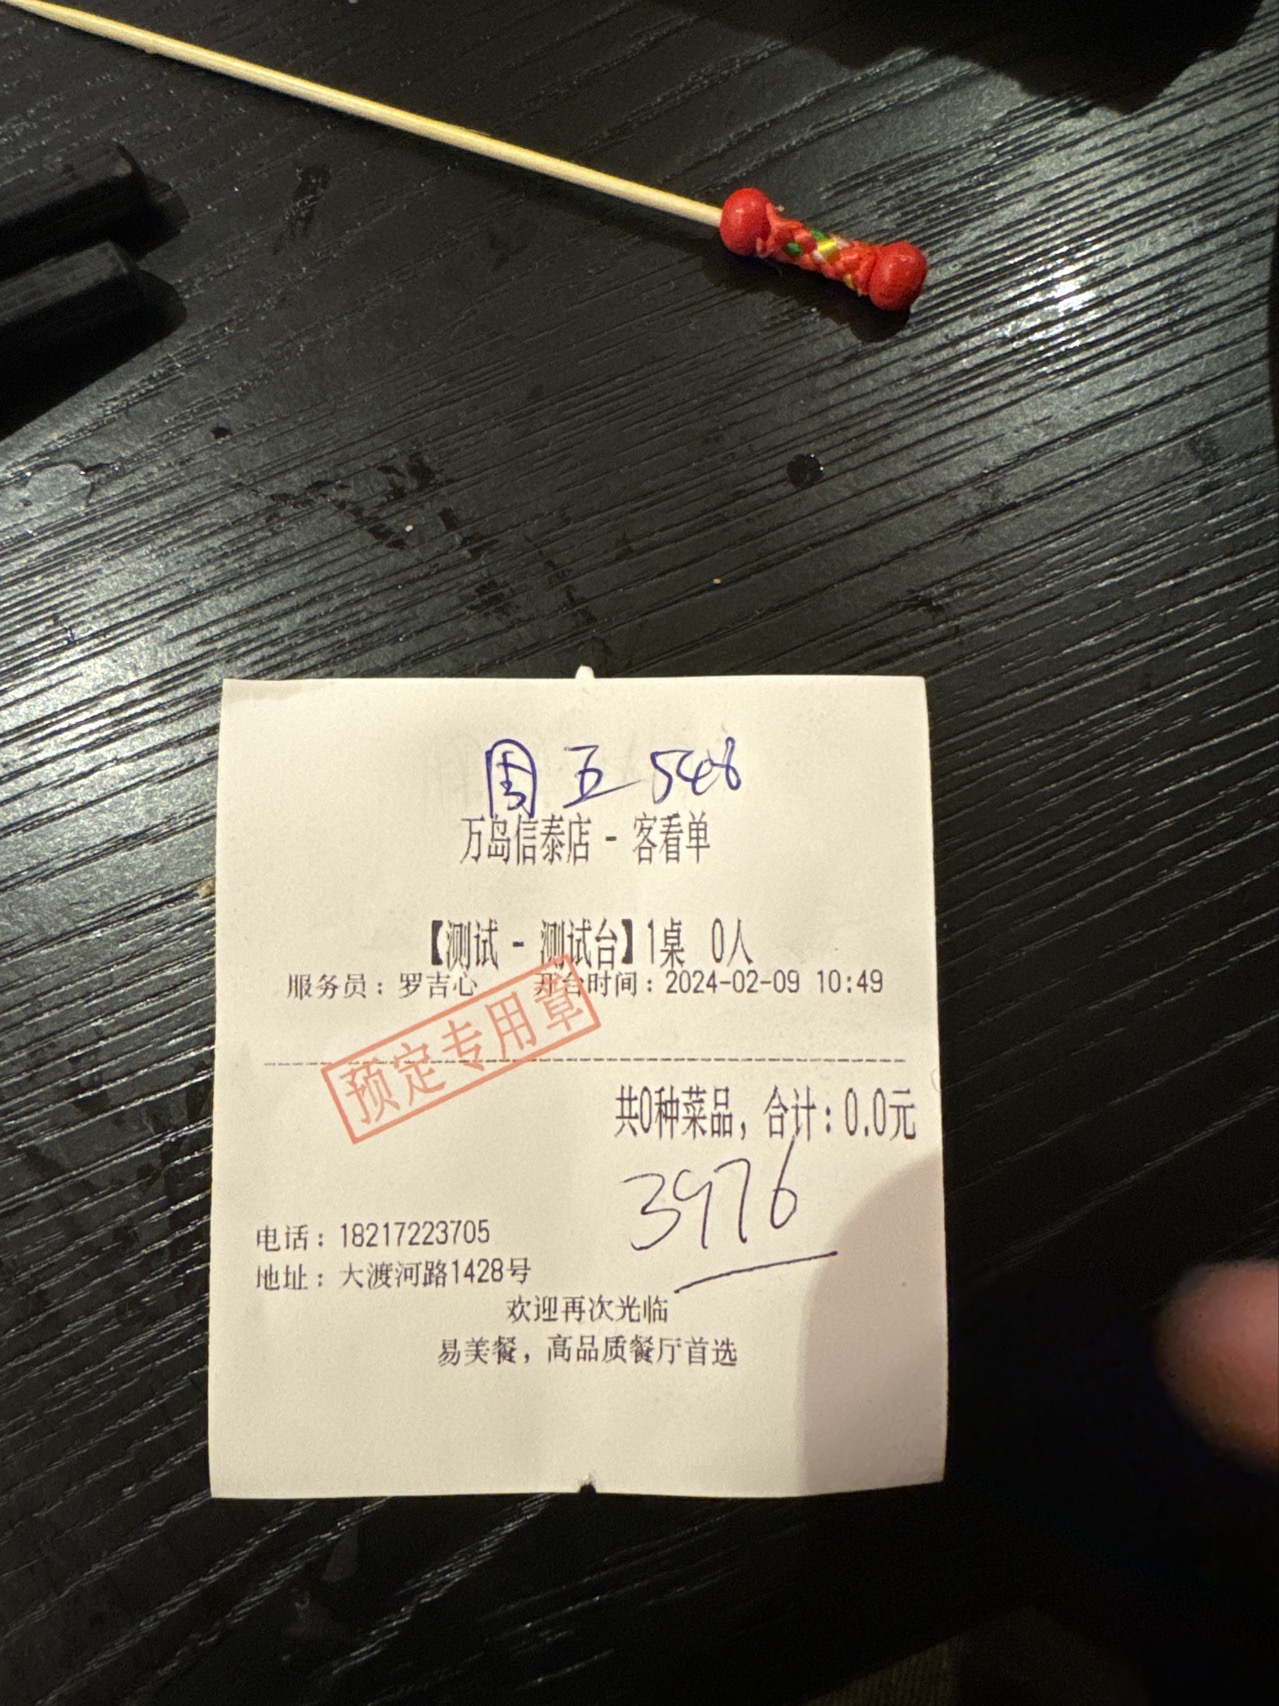 周五 546
万岛信泰店 - 客看单
【测试 - 测试台】1桌 0人
服务员：罗吉心 开台时间：2024-02-09 10:49
预定专用章
共0种菜品，合计：0.0元
3976
电话：18217223705
地址：大渡河路1428号
欢迎再次光临
易美餐，高品质餐厅首选